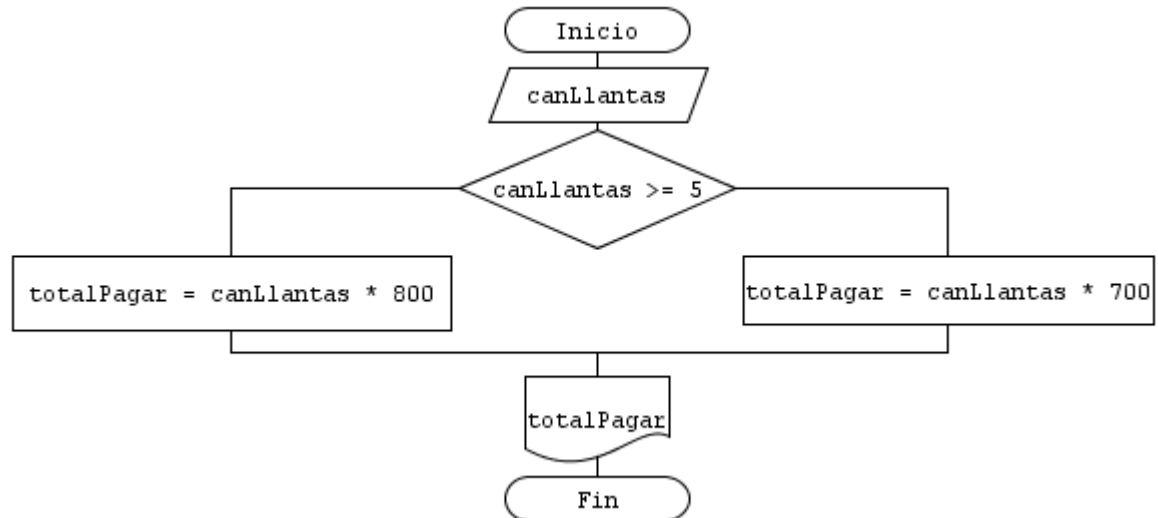 Inicio
canLlantas
canLlantas >= 5
totalPagar = canLlantas * 800
totalPagar = canLlantas * 700
totalPagar
Fin